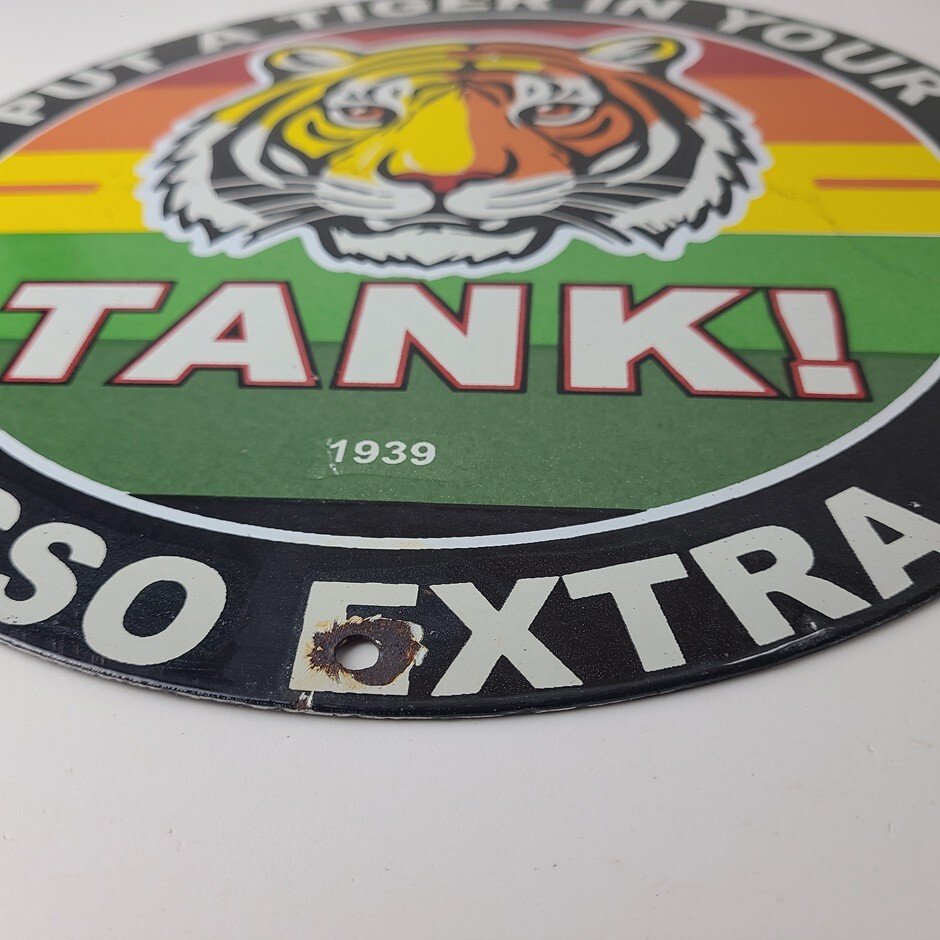 PUT A TIGER IN YOUR
TANK!
1939
SSO EXTRA